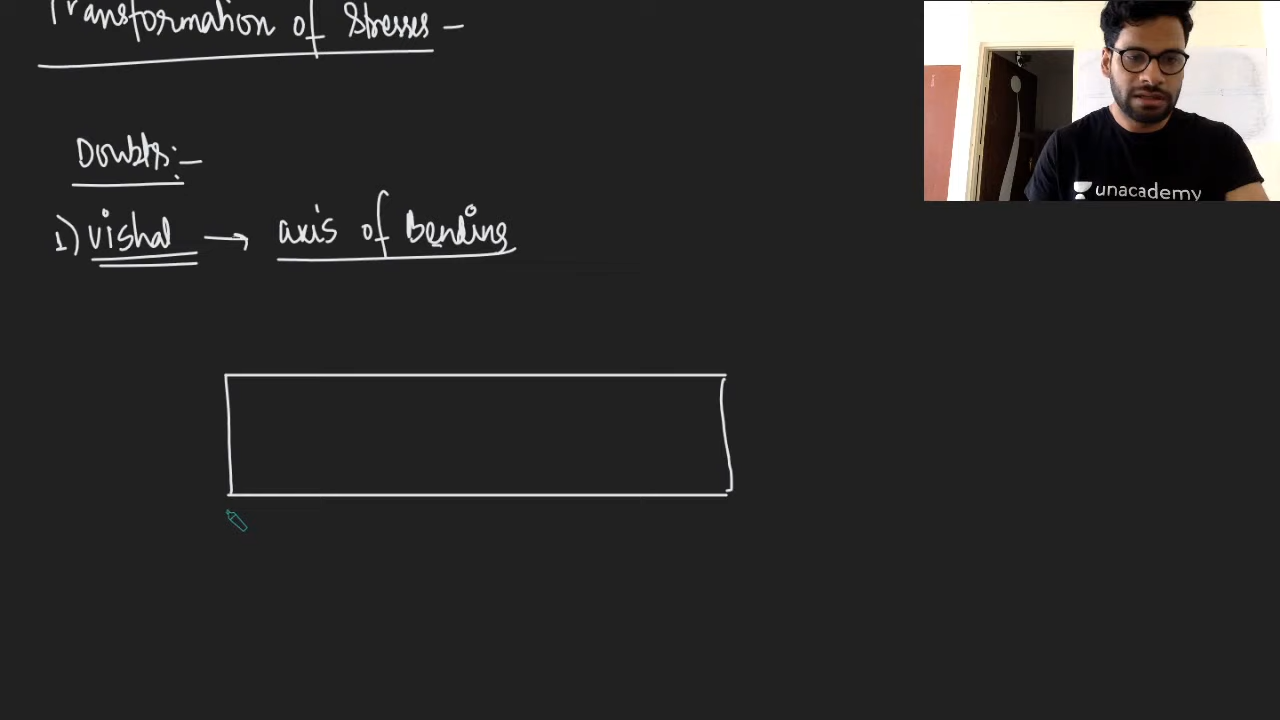 Transformation of Stresses -
unacademy
Doubts:-
1) Vishal → axis of Bending